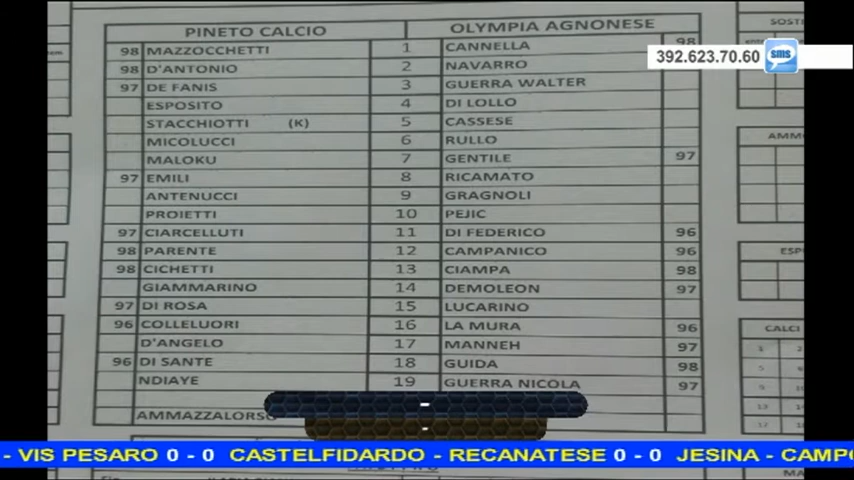 PINETO CALCIO OLYMPIA AGNONESE SOSTI
98 MAZZOCCHETTI 1 CANNELLA 98
392.623.70.60 sms
98 D'ANTONIO 2 NAVARRO
97 DE FANIS 3 GUERRA WALTER
ESPOSITO 4 DI LOLLO
STACCHIOTTI (K) 5 CASSESE
MICOLUCCI 6 RULLO AMM
MALOKU 7 GENTILE 97
97 EMILI 8 RICAMATO
ANTENUCCI 9 GRAGNOLI
PROIETTI 10 PEJIC
97 CIARCELLUTI 11 DI FEDERICO 96
98 PARENTE 12 CAMPANICO 96 ESP
98 CICHETTI 13 CIAMPA 98
GIAMMARINO 14 DEMOLEON 97
97 DI ROSA 15 LUCARINO
96 COLLELUORI 16 LA MURA 96 CALCI
D'ANGELO 17 MANNEH 97
96 DI SANTE 18 GUIDA 98
NDIAYE 19 GUERRA NICOLA 97
AMMAZZALORSO
- VIS PESARO 0 - 0 CASTELFIDARDO - RECANATESE 0 - 0 JESINA - CAMPO